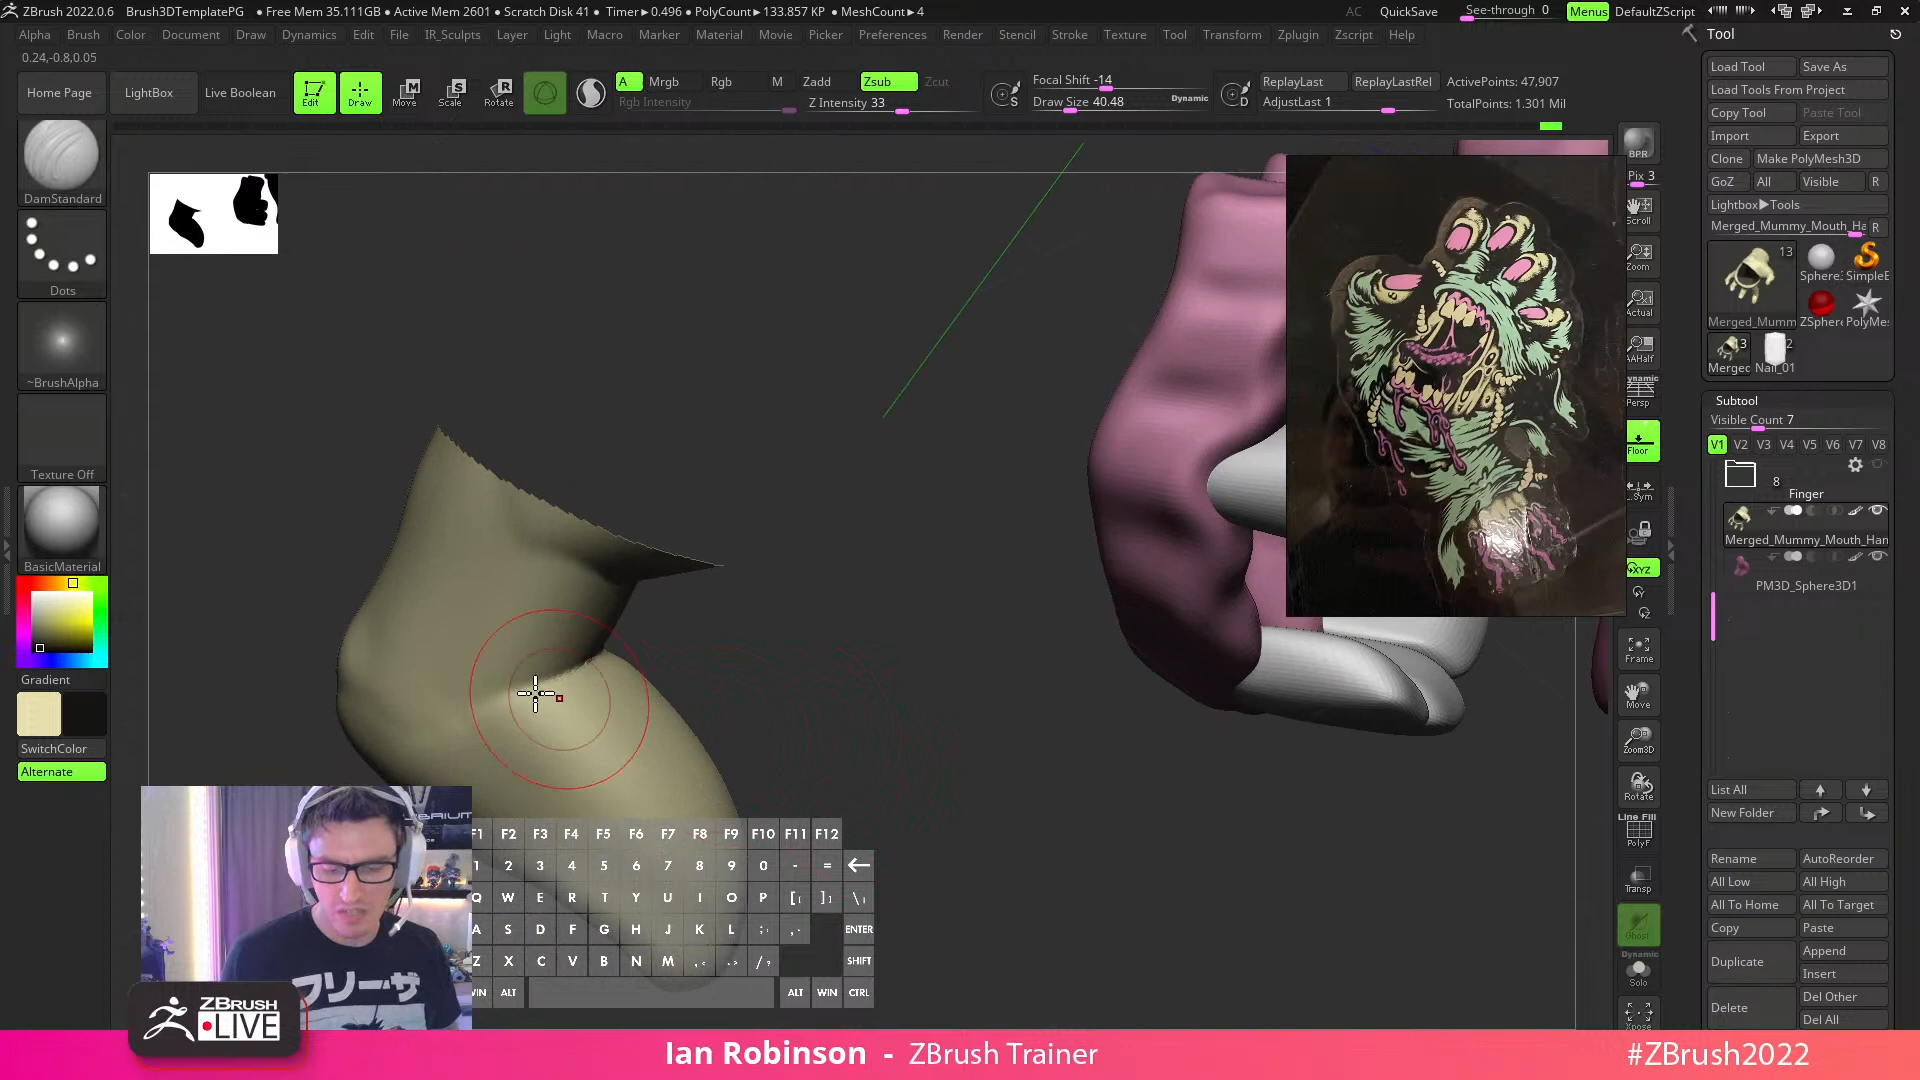 ZBrush 2022.0.6 Brush3DTemplatePG • Free Mem 35.111GB • Active Mem 2601 • Scratch Disk 41 • Timer►0.496 • PolyCount►133.857 KP • MeshCount►4 AC QuickSave See-through 0 Menus DefaultZScript
Alpha Brush Color Document Draw Dynamics Edit File IR_Sculpts Layer Light Macro Marker Material Movie Picker Preferences Render Stencil Stroke Texture Tool Transform Zplugin Zscript Help
0.24,-0.8,0.05
Home Page LightBox Live Boolean Edit Draw Move Scale Rotate
A Mrgb Rgb M Zadd Zsub Zcut
Rgb Intensity Z Intensity 33
Focal Shift -14
Draw Size 40.48 Dynamic
S D
ReplayLast ReplayLastRel ActivePoints: 47,907
AdjustLast 1 TotalPoints: 1.301 Mil
DamStandard
Dots
~BrushAlpha
Texture Off
BasicMaterial
Gradient
SwitchColor
Alternate
BPR
Pix 3
Scroll
Zoom
Actual
AAHalf
Dynamic
Persp
Floor
L.Sym
XYZ
Frame
Move
Zoom3D
Rotate
Line Fill
PolyF
Transp
Ghost
Dynamic
Solo
Xpose
Tool
Load Tool Save As
Load Tools From Project
Copy Tool Paste Tool
Import Export
Clone Make PolyMesh3D
GoZ All Visible R
Lightbox►Tools
Merged_Mummy_Mouth_Ha R
13
Merged_Mumm
13
Merged
2
Nail_01
Subtool
Visible Count 7
V1 V2 V3 V4 V5 V6 V7 V8
8
Finger
Merged_Mummy_Mouth_Han
PM3D_Sphere3D1
List All
New Folder
Rename AutoReorder
All Low All High
All To Home All To Target
Copy Paste
Duplicate Append
Insert
Delete Del Other
Del All
F1 F2 F3 F4 F5 F6 F7 F8 F9 F10 F11 F12
1 2 3 4 5 6 7 8 9 0 - =
Q W E R T Y U I O P [ ] \
A S D F G H J K L ENTER
Z X C V B N M SHIFT
WIN ALT ALT WIN CTRL
フリーザ
ZBRUSH
LIVE
Ian Robinson - ZBrush Trainer
#ZBrush2022